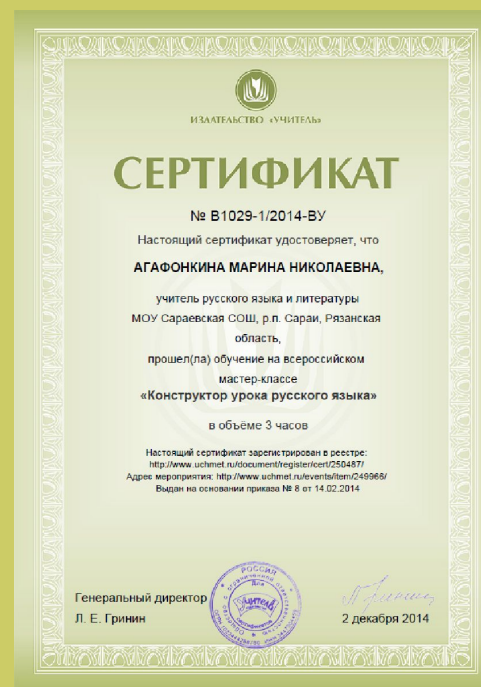 ИЗДАТЕЛЬСТВО «УЧИТЕЛЬ»
СЕРТИФИКАТ
№ В1029-1/2014-ВУ
Настоящий сертификат удостоверяет, что
АГАФОНКИНА МАРИНА НИКОЛАЕВНА,
учитель русского языка и литературы
МОУ Сараевская СОШ, р.п. Сараи, Рязанская
область,
прошел(ла) обучение на всероссийском
мастер-классе
«Конструктор урока русского языка»
в объёме 3 часов
Настоящий сертификат зарегистрирован в реестре:
http://www.uchmet.ru/document/register/cert/250487/
Адрес мероприятия: http://www.uchmet.ru/events/item/249966/
Выдан на основании приказа № 8 от 14.02.2014
РОССИЯ
Для
Учитель
сертификатов
Генеральный директор
Л. Е. Гринин
2 декабря 2014